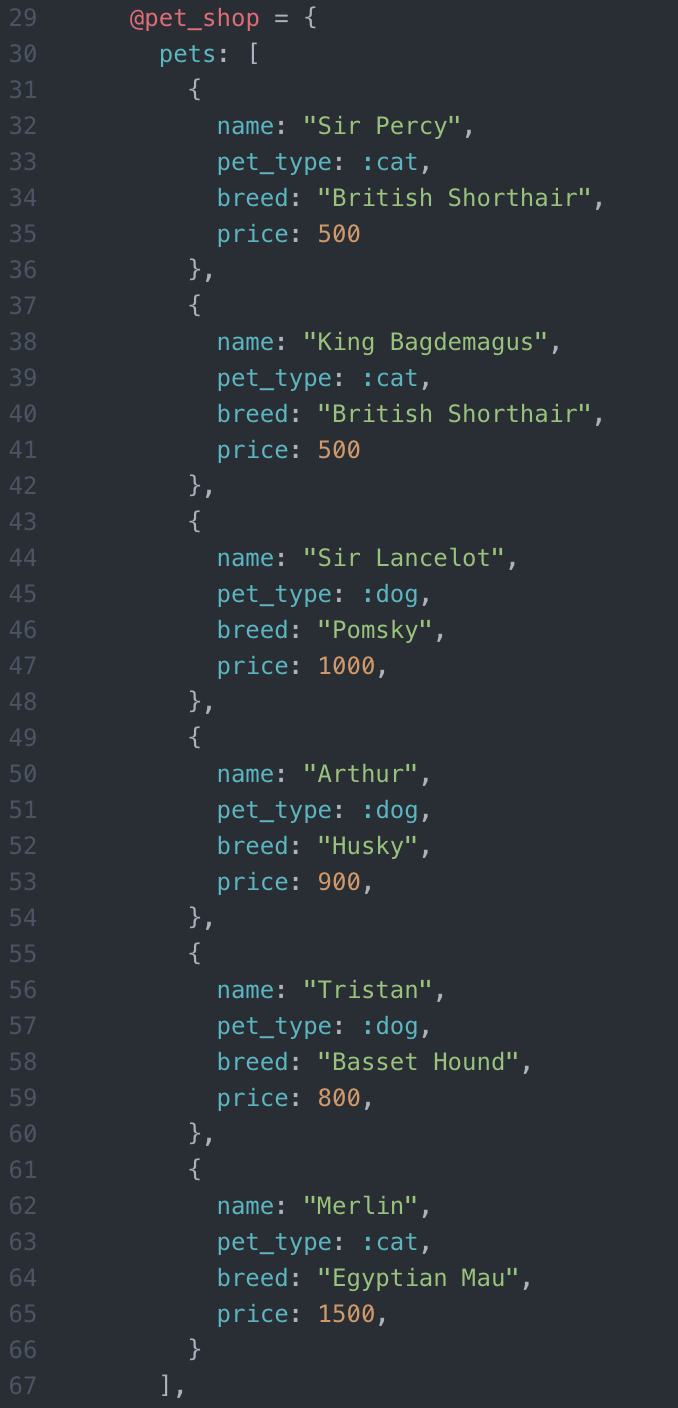 29 @pet_shop = {
30 pets: [
31 {
32 name: "Sir Percy",
33 pet_type: :cat,
34 breed: "British Shorthair",
35 price: 500
36 },
37 {
38 name: "King Bagdemagus",
39 pet_type: :cat,
40 breed: "British Shorthair",
41 price: 500
42 },
43 {
44 name: "Sir Lancelot",
45 pet_type: :dog,
46 breed: "Pomsky",
47 price: 1000,
48 },
49 {
50 name: "Arthur",
51 pet_type: :dog,
52 breed: "Husky",
53 price: 900,
54 },
55 {
56 name: "Tristan",
57 pet_type: :dog,
58 breed: "Basset Hound",
59 price: 800,
60 },
61 {
62 name: "Merlin",
63 pet_type: :cat,
64 breed: "Egyptian Mau",
65 price: 1500,
66 }
67 ],